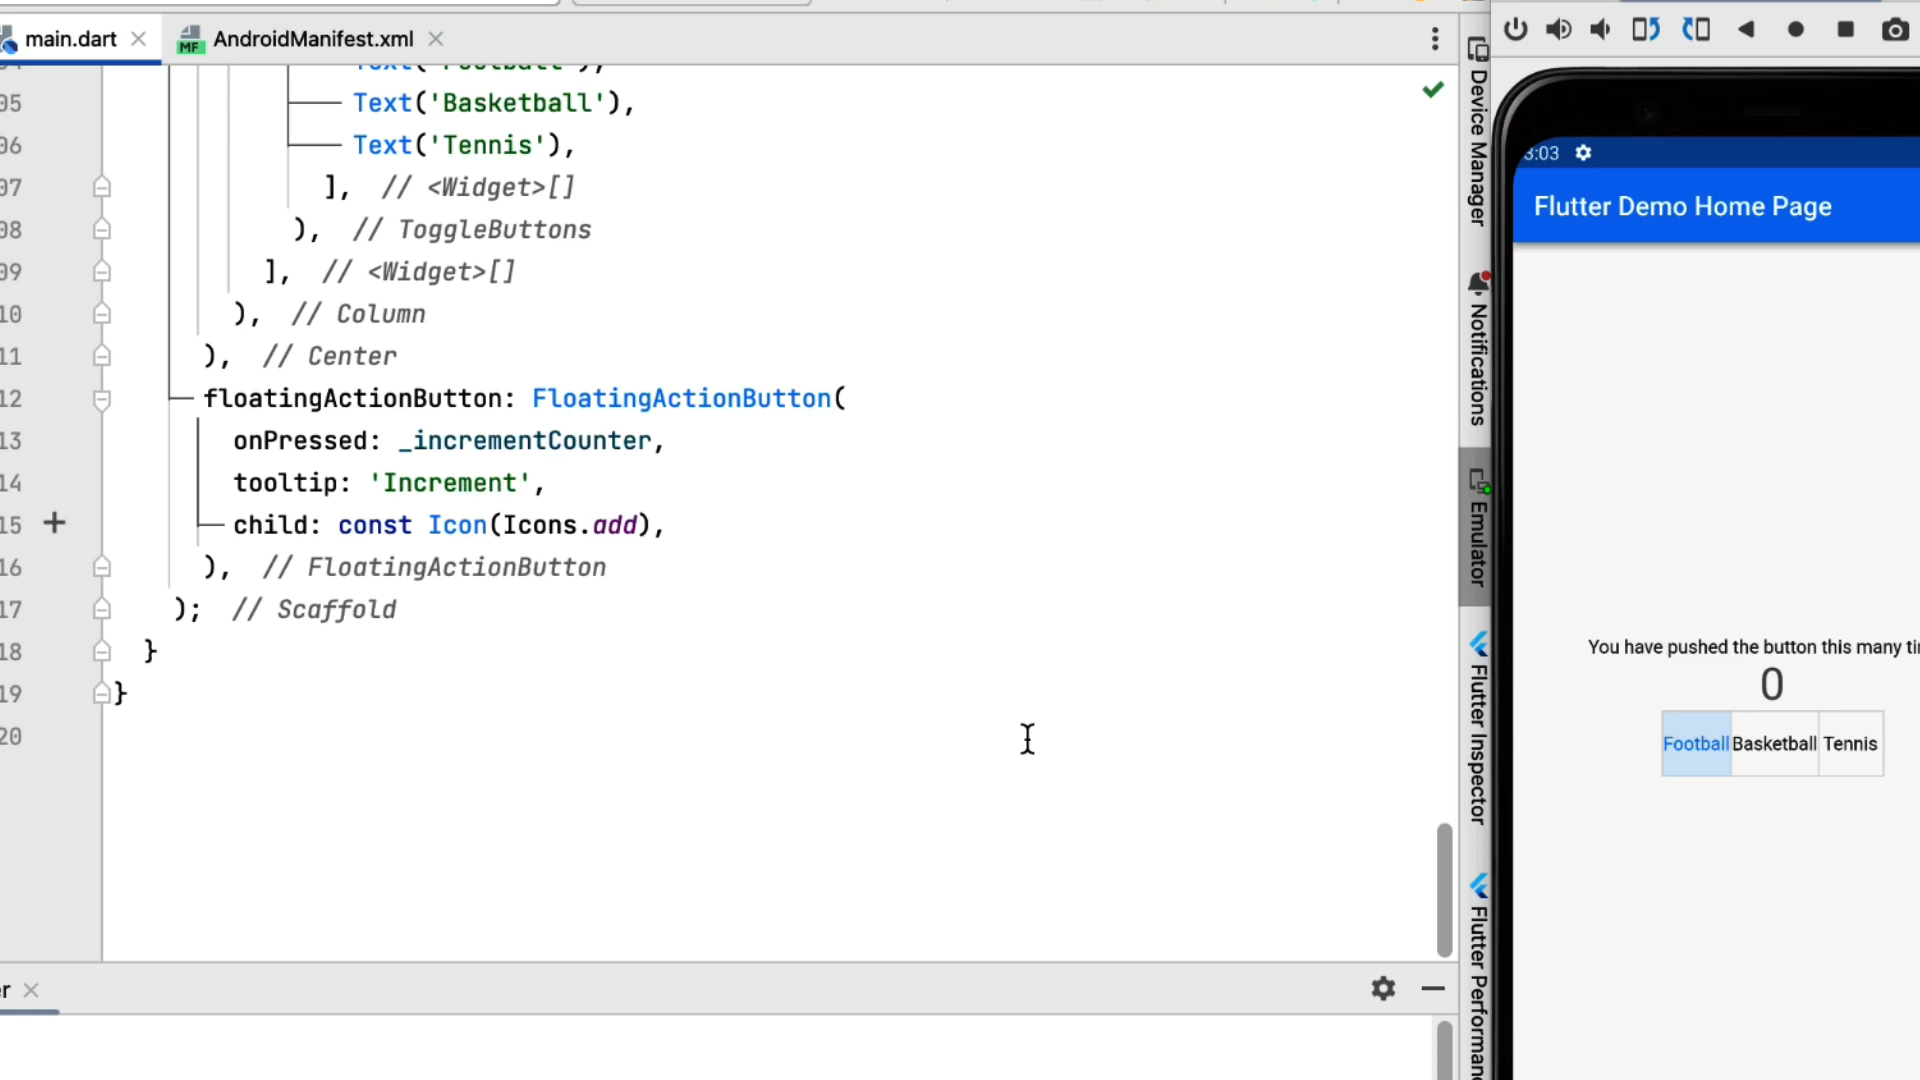 main.dart
AndroidManifest.xml
05 Text('Basketball'),
06 Text('Tennis'),
07 ], // <Widget>[]
08 ), // ToggleButtons
09 ], // <Widget>[]
10 ), // Column
11 ), // Center
12 floatingActionButton: FloatingActionButton(
13 onPressed: _incrementCounter,
14 tooltip: 'Increment',
15 child: const Icon(Icons.add),
16 ), // FloatingActionButton
17 ); // Scaffold
18 }
19 }
20
Device Manager
Notifications
Emulator
Flutter Inspector
Flutter Performan
3:03
Flutter Demo Home Page
You have pushed the button this many
0
Football Basketball Tennis